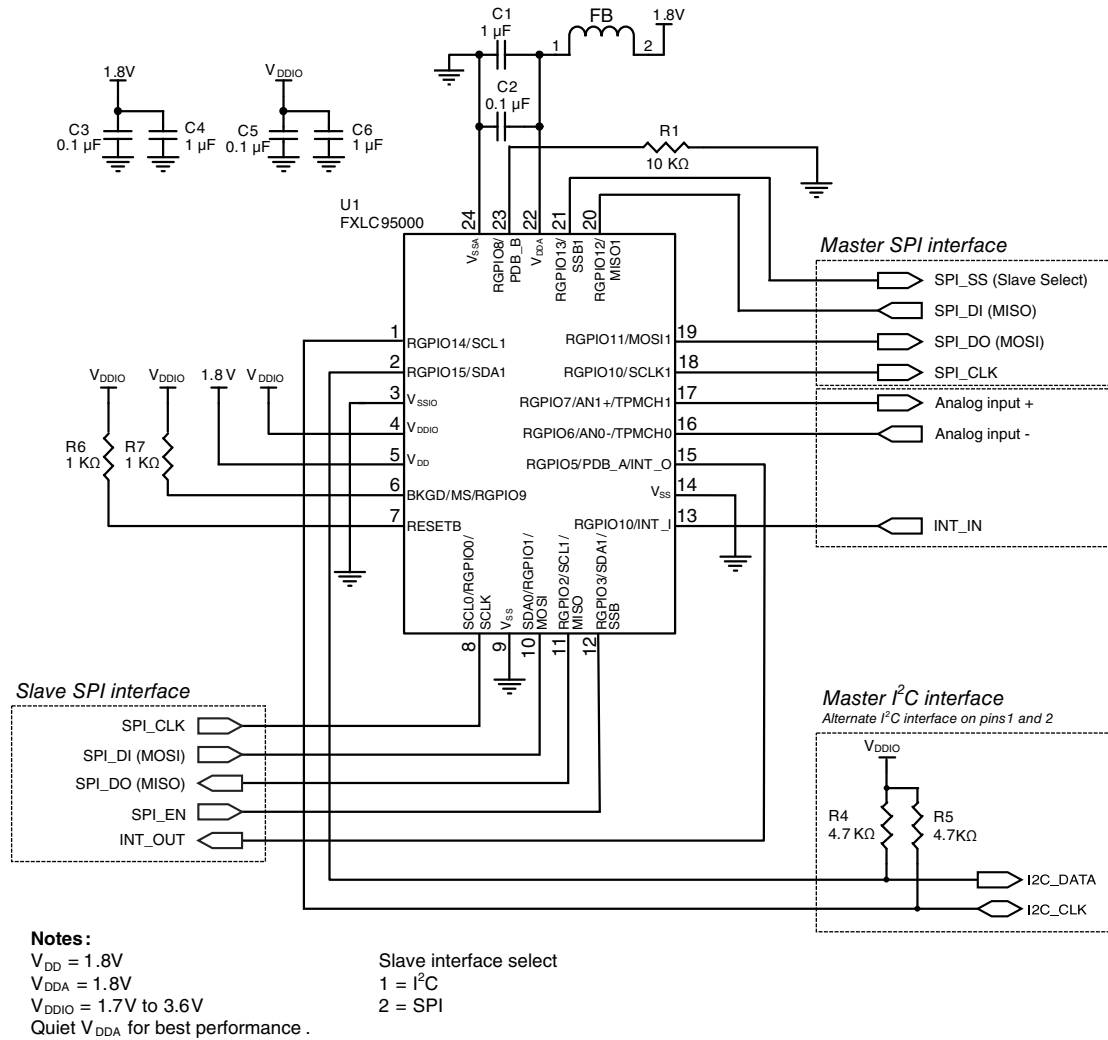 C1
1 µF
FB
1
2
1.8V
1.8V
C3
0.1 µF
C4
1 µF
VDDIO
C5
0.1 µF
C6
1 µF
C2
0.1 µF
R1
10 KΩ
U1
FXLC95000
24
23
22
21
20
VSSA
RGPIO8/
PDB_B
VDDA
RGPIO13/
SSB1
RGPIO12/
MISO1
Master SPI interface
SPI_SS (Slave Select)
SPI_DI (MISO)
SPI_DO (MOSI)
SPI_CLK
Analog input +
Analog input -
INT_IN
1
RGPIO14/SCL1
2
RGPIO15/SDA1
3
VSSIO
4
VDDIO
5
VDD
6
BKGD/MS/RGPIO9
7
RESETB
RGPIO11/MOSI1
19
RGPIO10/SCLK1
18
RGPIO7/AN1+/TPMCH1
17
RGPIO6/AN0-/TPMCH0
16
RGPIO5/PDB_A/INT_O
15
VSS
14
RGPIO10/INT_I
13
VDDIO
VDDIO
1.8 V
VDDIO
R6
1 KΩ
R7
1 KΩ
SCL0/RGPIO0/
SCLK
VSS
SDA0/RGPIO1/
MOSI
RGPIO2/SCL1/
MISO
RGPIO3/SDA1/
SSB
8
9
10
11
12
Slave SPI interface
SPI_CLK
SPI_DI (MOSI)
SPI_DO (MISO)
SPI_EN
INT_OUT
Master I²C interface
Alternate I²C interface on pins1 and 2
VDDIO
R4
4.7 KΩ
R5
4.7KΩ
I2C_DATA
I2C_CLK
Notes:
VDD = 1.8V
VDDA = 1.8V
VDDIO = 1.7V to 3.6V
Quiet VDDA for best performance .
Slave interface select
1 = I²C
2 = SPI